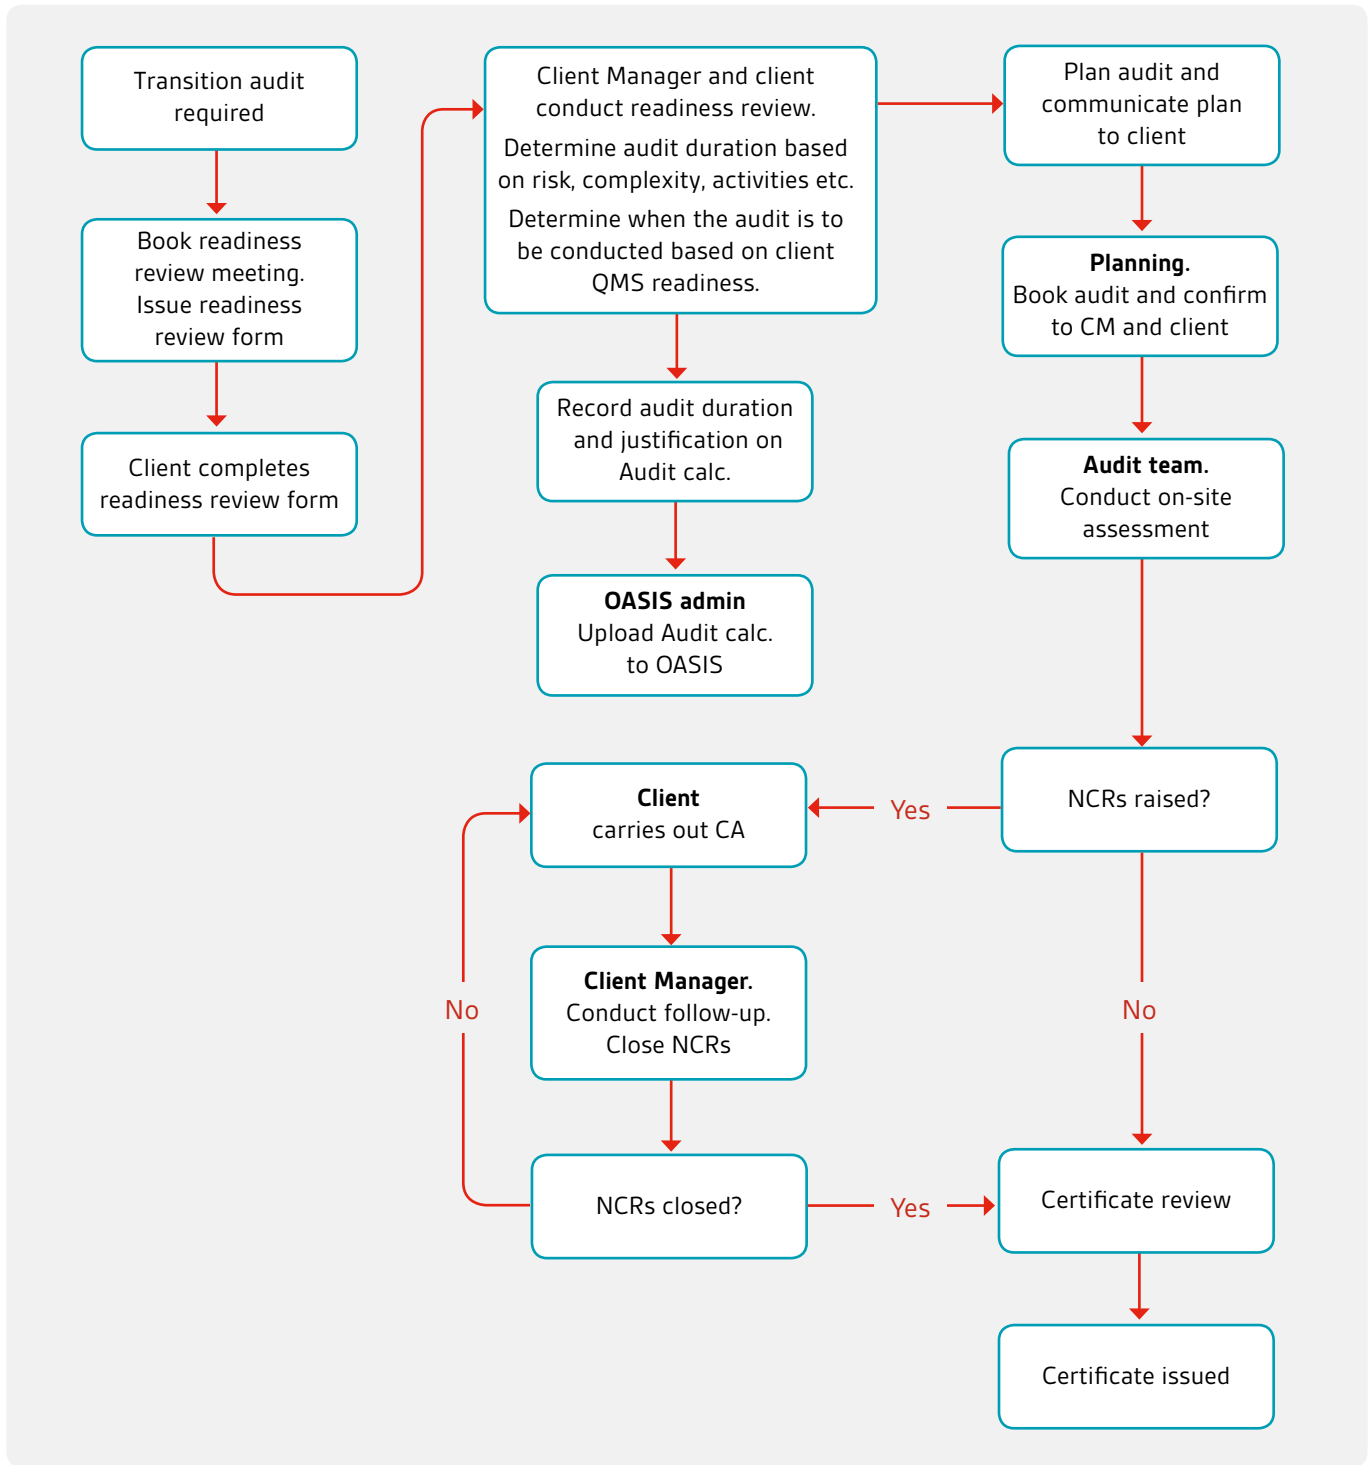 Transition audit
required
Book readiness
review meeting.
Issue readiness
review form
Client completes
readiness review form
Client Manager and client
conduct readiness review.
Determine audit duration based
on risk, complexity, activities etc.
Determine when the audit is to
be conducted based on client
QMS readiness.
Record audit duration
and justification on
Audit calc.
OASIS admin
Upload Audit calc.
to OASIS
Plan audit and
communicate plan
to client
Planning.
Book audit and confirm
to CM and client
Audit team.
Conduct on-site
assessment
NCRs raised?
Yes
Client
carries out CA
Client Manager.
Conduct follow-up.
Close NCRs
No
No
NCRs closed?
Yes
Certificate review
Certificate issued